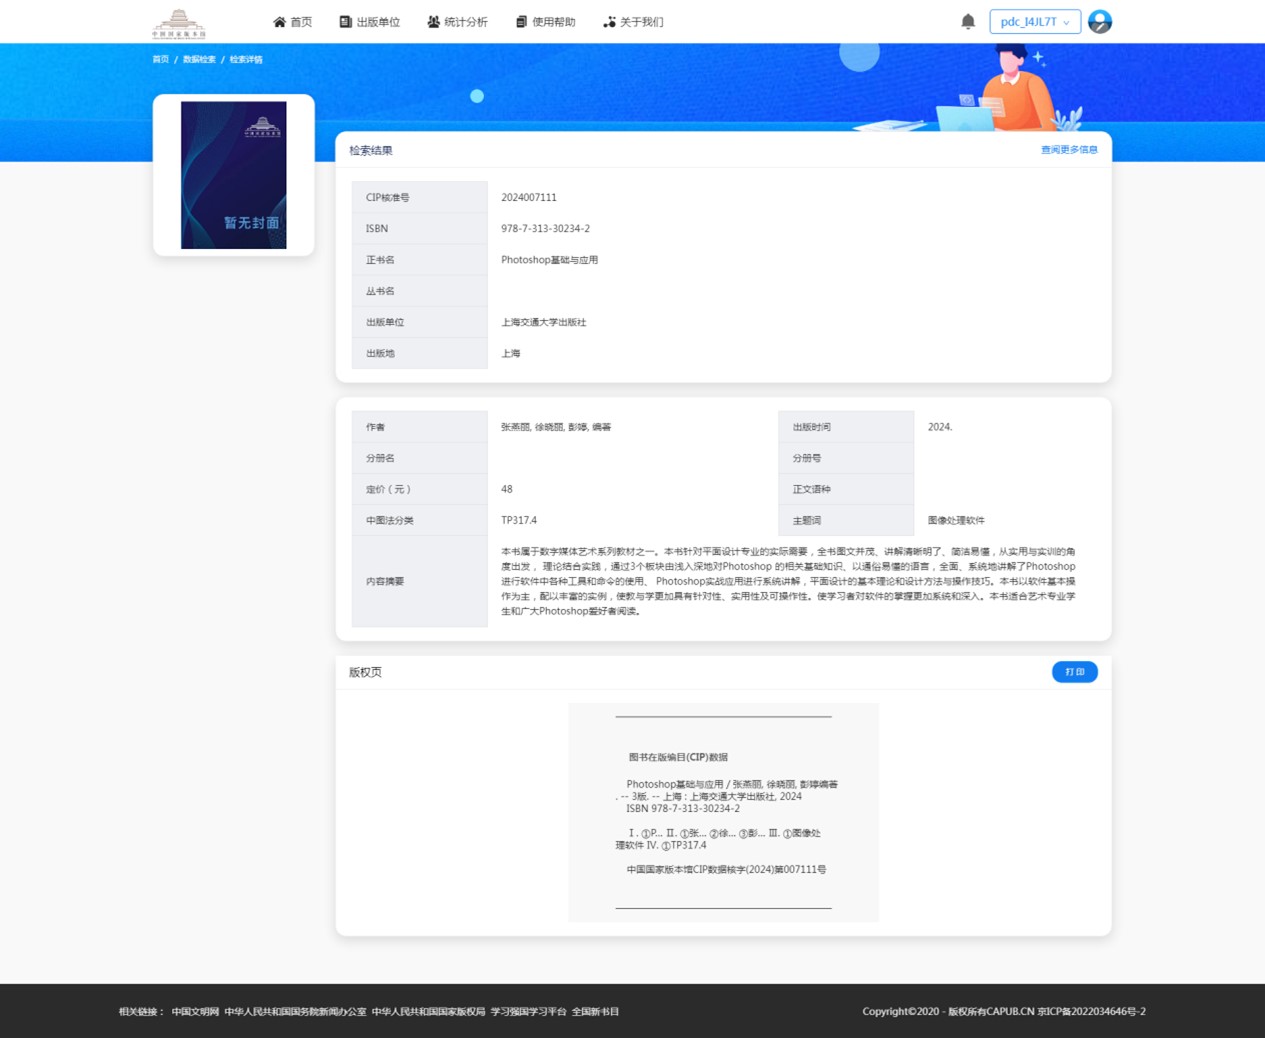 中国国家版本馆
首页 出版单位 统计分析 使用帮助 关于我们
pdc_I4JL7T
首页 / 数据检索 / 检索详情
中国国家版本馆
暂无封面
检索结果 查阅更多信息
CIP核准号 2024007111
ISBN 978-7-313-30234-2
正书名 Photoshop基础与应用
丛书名
出版单位 上海交通大学出版社
出版地 上海
作者 张燕丽, 徐晓丽, 彭婷, 编著 出版时间 2024.
分册名 分册号
定价（元） 48 正文语种
中图法分类 TP317.4 主题词 图像处理软件
内容摘要
本书属于数字媒体艺术系列教材之一。本书针对平面设计专业的实际需要，全书图文并茂、讲解清晰明了、简洁易懂，从实用与实训的角
度出发， 理论结合实践，通过3个板块由浅入深地对Photoshop 的相关基础知识、以通俗易懂的语言，全面、系统地讲解了Photoshop
进行软件中各种工具和命令的使用、 Photoshop实战应用进行系统讲解，平面设计的基本理论和设计方法与操作技巧。本书以软件基本操
作为主，配以丰富的实例，使教与学更加具有针对性、实用性及可操作性。使学习者对软件的掌握更加系统和深入。本书适合艺术专业学
生和广大Photoshop爱好者阅读。
版权页 打印
图书在版编目(CIP)数据
Photoshop基础与应用 / 张燕丽, 徐晓丽, 彭婷编著
. -- 3版. -- 上海 : 上海交通大学出版社, 2024
ISBN 978-7-313-30234-2
Ⅰ. ①P... Ⅱ. ①张... ②徐... ③彭... Ⅲ. ①图像处
理软件 Ⅳ. ①TP317.4
中国国家版本馆CIP数据核字(2024)第007111号
相关链接： 中国文明网 中华人民共和国国务院新闻办公室 中华人民共和国国家版权局 学习强国学习平台 全国新书目
Copyright©2020 - 版权所有CAPUB.CN 京ICP备2022034646号-2